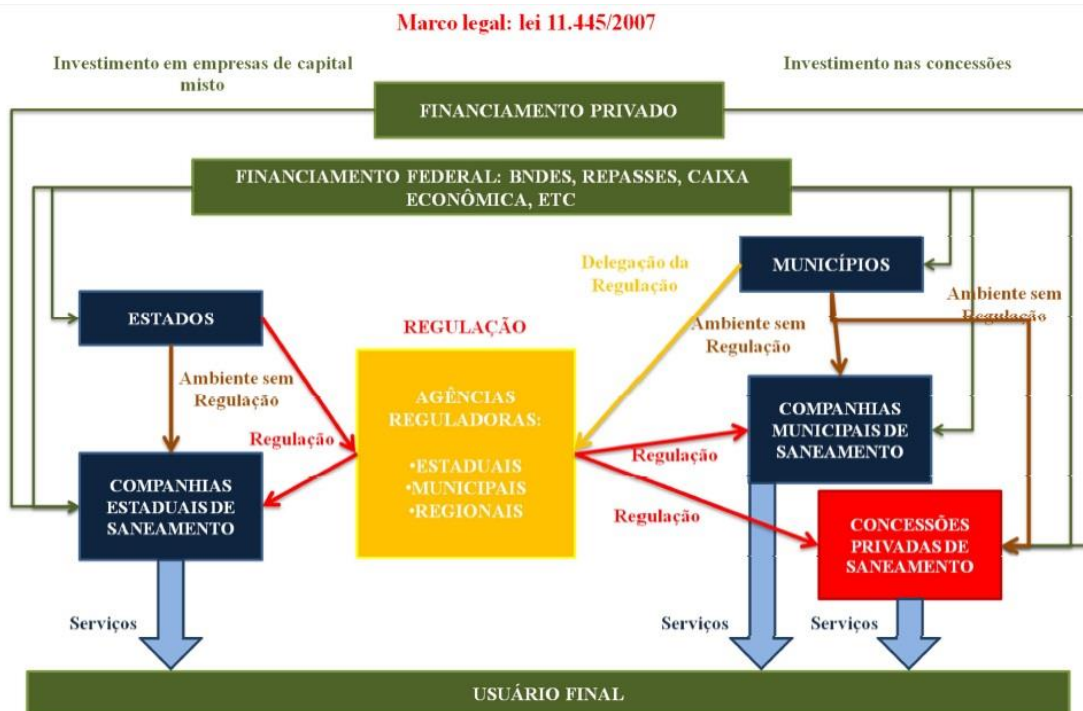 Marco legal: lei 11.445/2007
Investimento em empresas de capital
misto
Investimento nas concessões
FINANCIAMENTO PRIVADO
FINANCIAMENTO FEDERAL: BNDES, REPASSES, CAIXA
ECONÔMICA, ETC
Delegação da
Regulação
MUNICÍPIOS
ESTADOS
REGULAÇÃO
Ambiente sem
Regulação
Ambiente sem
Regulação
Ambiente sem
Regulação
AGÊNCIAS
REGULADORAS:
•ESTADUAIS
•MUNICIPAIS
•REGIONAIS
COMPANHIAS
MUNICIPAIS DE
SANEAMENTO
Regulação
Regulação
Regulação
COMPANHIAS
ESTADUAIS DE
SANEAMENTO
CONCESSÕES
PRIVADAS DE
SANEAMENTO
Serviços
Serviços
Serviços
USUÁRIO FINAL